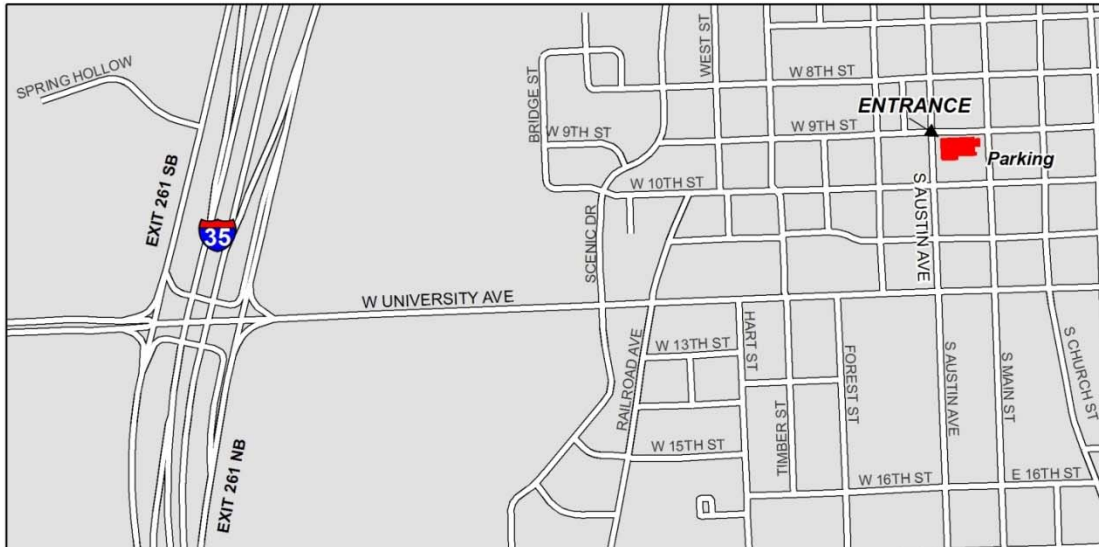 SPRING HOLLOW
WEST ST
W 8TH ST
ENTRANCE
BRIDGE ST
W 9TH ST
W 9TH ST
Parking
W 10TH ST
EXIT 261 SB
35
SCENIC DR
S AUSTIN AVE
W UNIVERSITY AVE
HART ST
W 13TH ST
RAILROAD AVE
FOREST ST
S AUSTIN AVE
S MAIN ST
S CHURCH ST
TIMBER ST
W 15TH ST
W 16TH ST
E 16TH ST
EXIT 261 NB